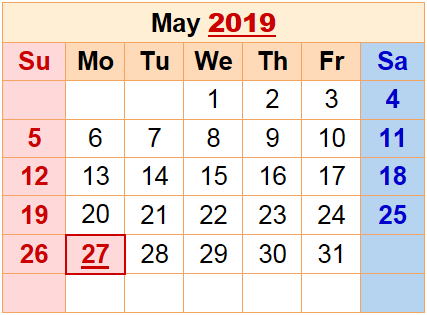 May 2019
Su Mo Tu We Th Fr Sa
1 2 3 4
5 6 7 8 9 10 11
12 13 14 15 16 17 18
19 20 21 22 23 24 25
26 27 28 29 30 31